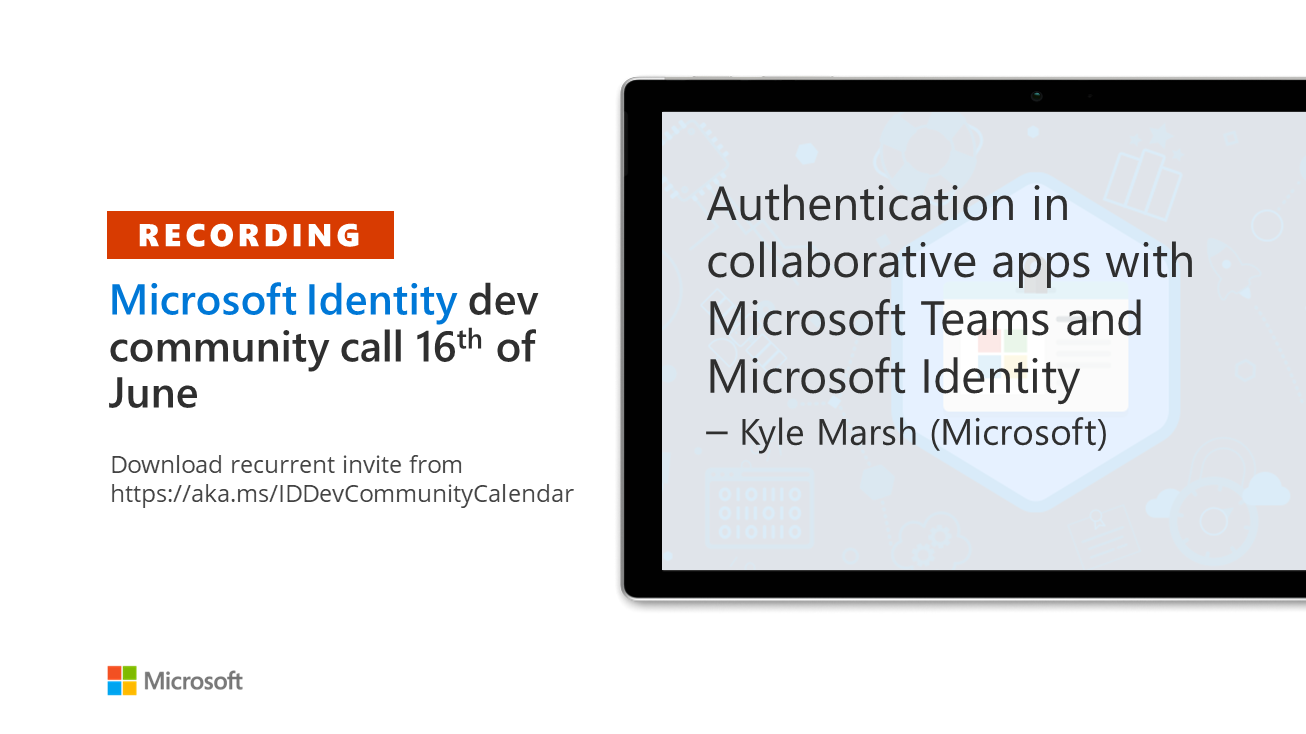 RECORDING
Microsoft Identity dev
community call 16th of
June
Download recurrent invite from
https://aka.ms/IDDevCommunityCalendar
Microsoft
Authentication in
collaborative apps with
Microsoft Teams and
Microsoft Identity
– Kyle Marsh (Microsoft)